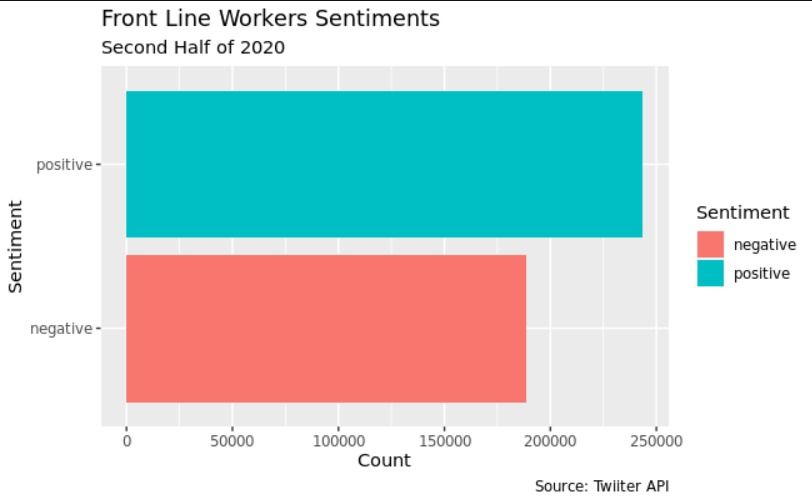 Front Line Workers Sentiments
Second Half of 2020
Sentiment
positive
negative
0 50000 100000 150000 200000 250000
Count
Sentiment
negative
positive
Source: Twiiter API